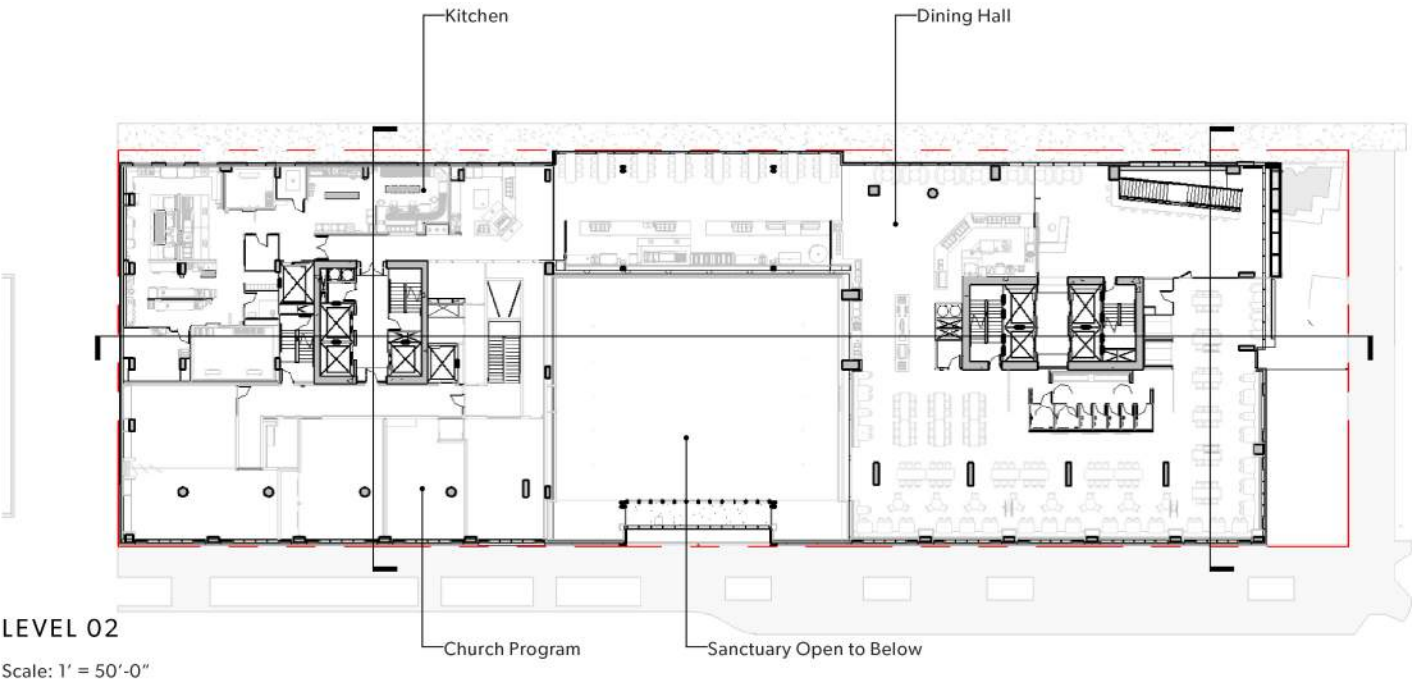 Kitchen
Dining Hall
LEVEL 02
Church Program
Sanctuary Open to Below
Scale: 1’ = 50’-0”